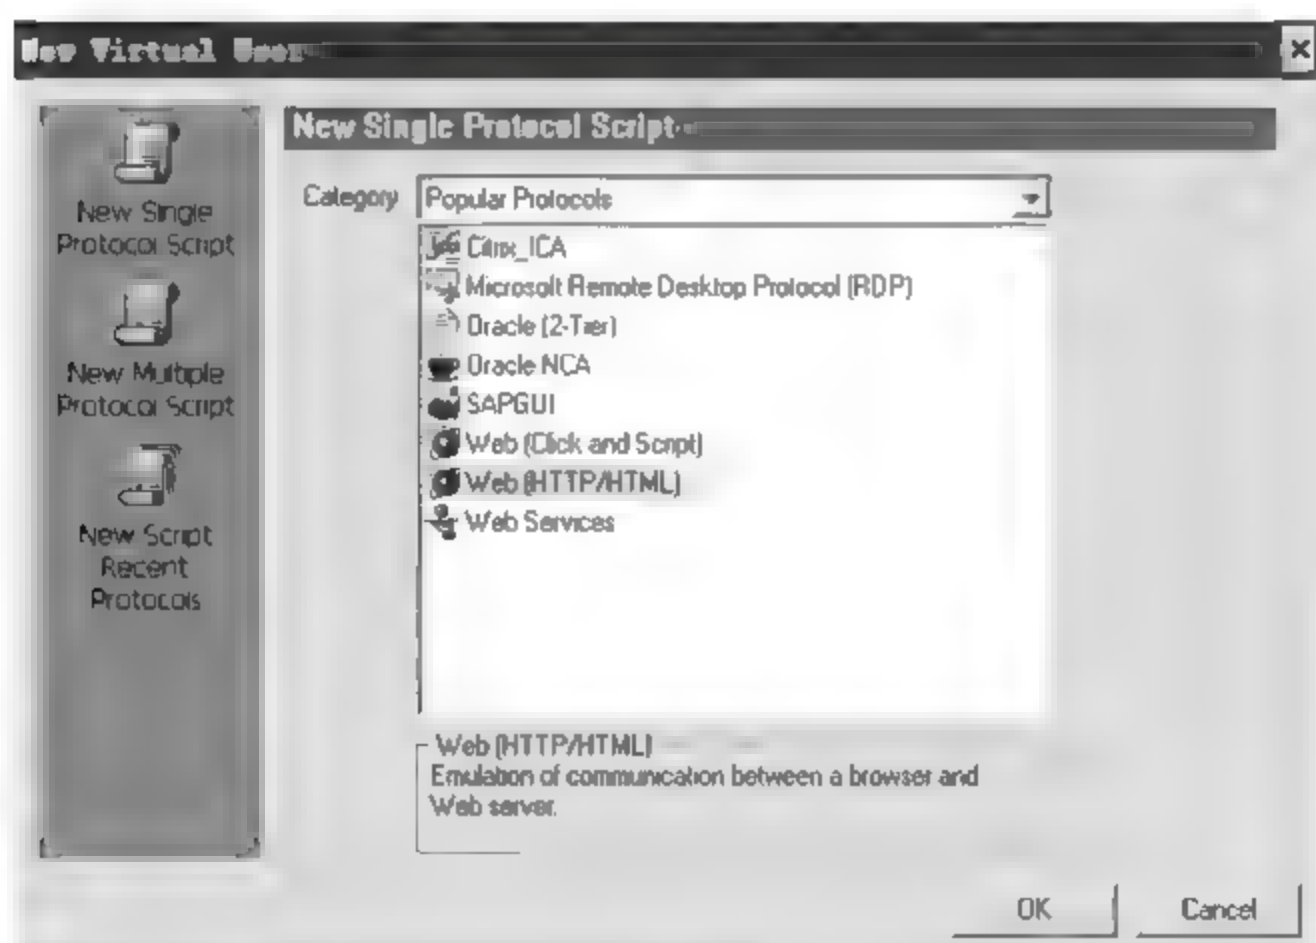 New Virtual User
New Single Protocol Script
New Single
Protocol Script
New Multiple
Protocol Script
New Script
Recent
Protocols
Category
Popular Protocols
Citrix_ICA
Microsoft Remote Desktop Protocol (RDP)
Oracle (2-Tier)
Oracle NCA
SAPGUI
Web (Click and Script)
Web (HTTP/HTML)
Web Services
Web (HTTP/HTML)
Emulation of communication between a browser and
Web server.
OK
Cancel